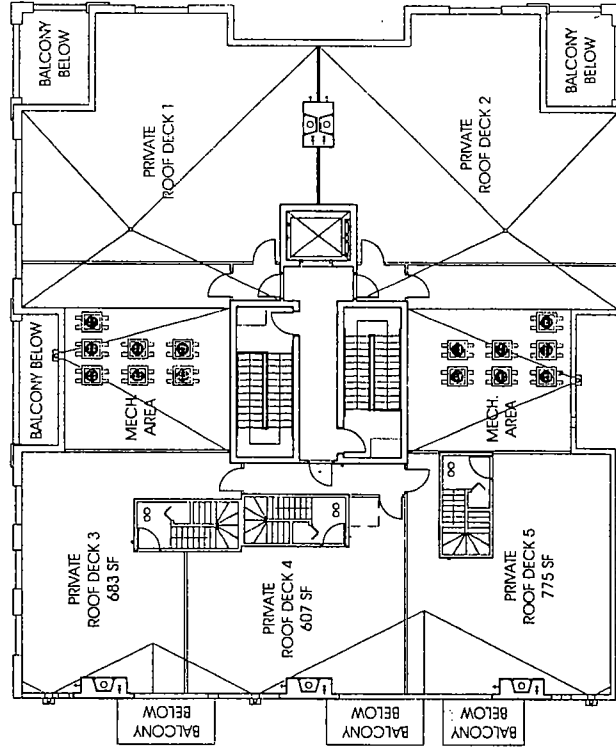 BALCONY
BELOW
PRIVATE
ROOF DECK 1
PRIVATE
ROOF DECK 2
BALCONY
BELOW
BALCONY BELOW
MECH.
AREA
MECH.
AREA
PRIVATE
ROOF DECK 3
683 SF
PRIVATE
ROOF DECK 4
607 SF
PRIVATE
ROOF DECK 5
775 SF
BALCONY
BELOW
BALCONY
BELOW
BALCONY
BELOW